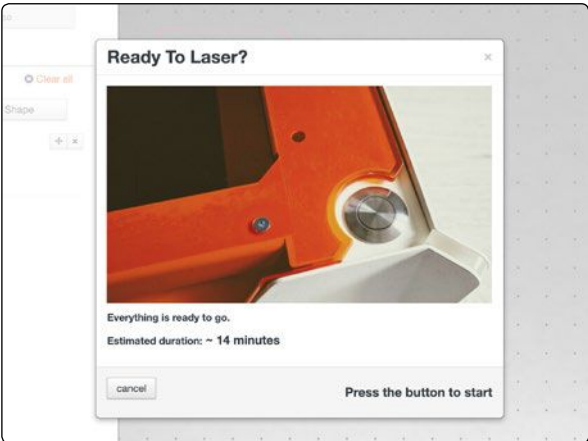 Ready To Laser?
×
Clear all
Shape
Everything is ready to go.
Estimated duration: ~ 14 minutes
cancel
Press the button to start